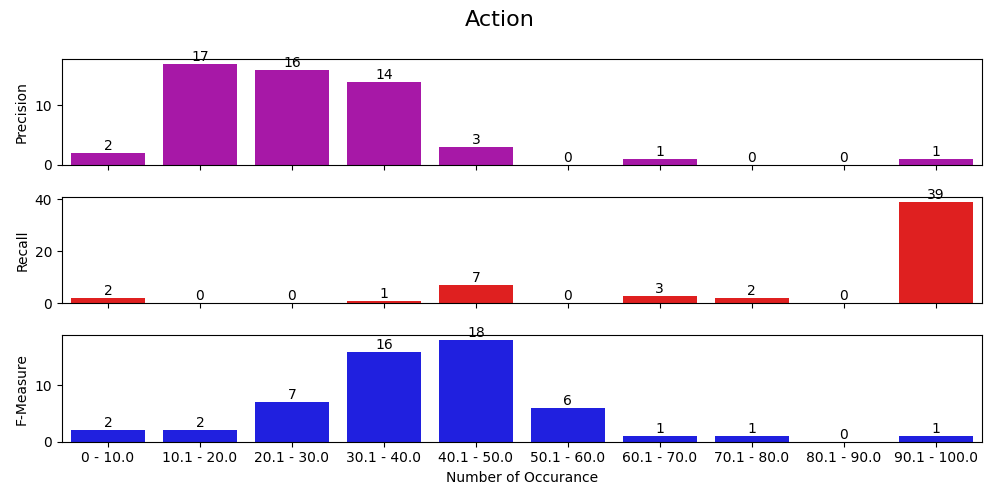 Action
Precision
10
0
2 17 16 14 3 0 1 0 0 1
Recall
40
20
0
2 0 0 1 7 0 3 2 0 39
F-Measure
10
0
2 2 7 16 18 6 1 1 0 1
0 - 10.0 10.1 - 20.0 20.1 - 30.0 30.1 - 40.0 40.1 - 50.0 50.1 - 60.0 60.1 - 70.0 70.1 - 80.0 80.1 - 90.0 90.1 - 100.0
Number of Occurance